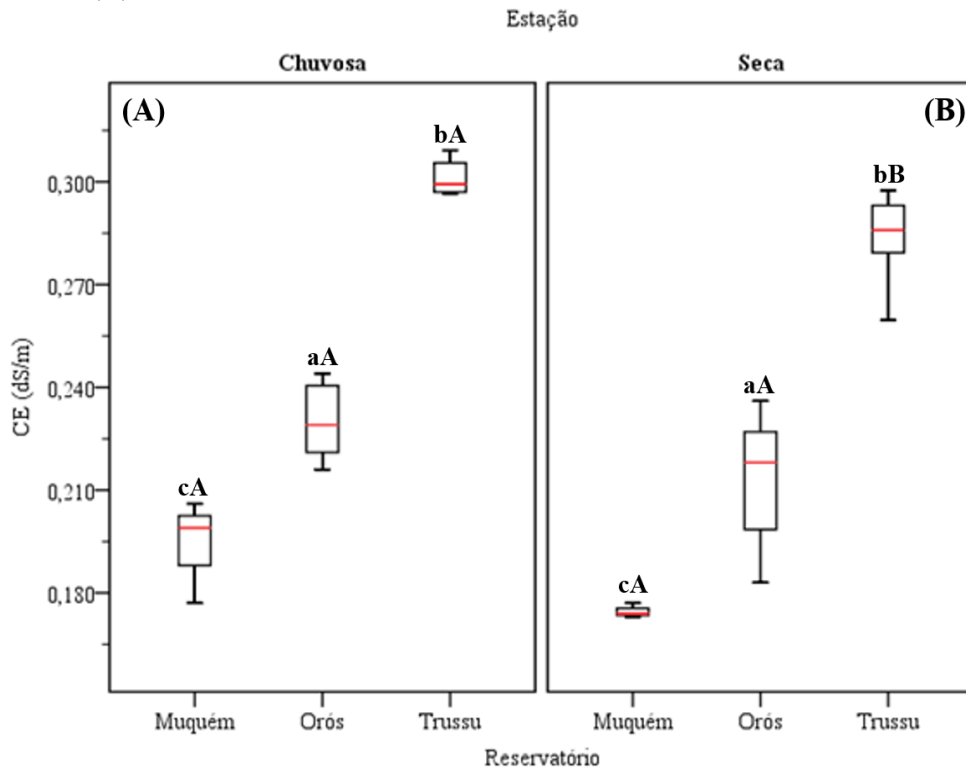 Estação
Chuvosa
Seca
(A)
(B)
bA
aA
cA
bB
aA
cA
0,300
0,270
0,240
0,210
0,180
CE (dS/m)
Muquém Orós Trussu
Muquém Orós Trussu
Reservatório